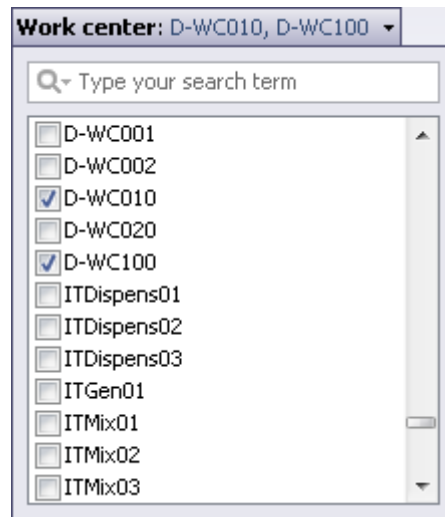 Work center: D-WC010, D-WC100
Type your search term
D-WC001
D-WC002
D-WC010
D-WC020
D-WC100
ITDispens01
ITDispens02
ITDispens03
ITGen01
ITMix01
ITMix02
ITMix03